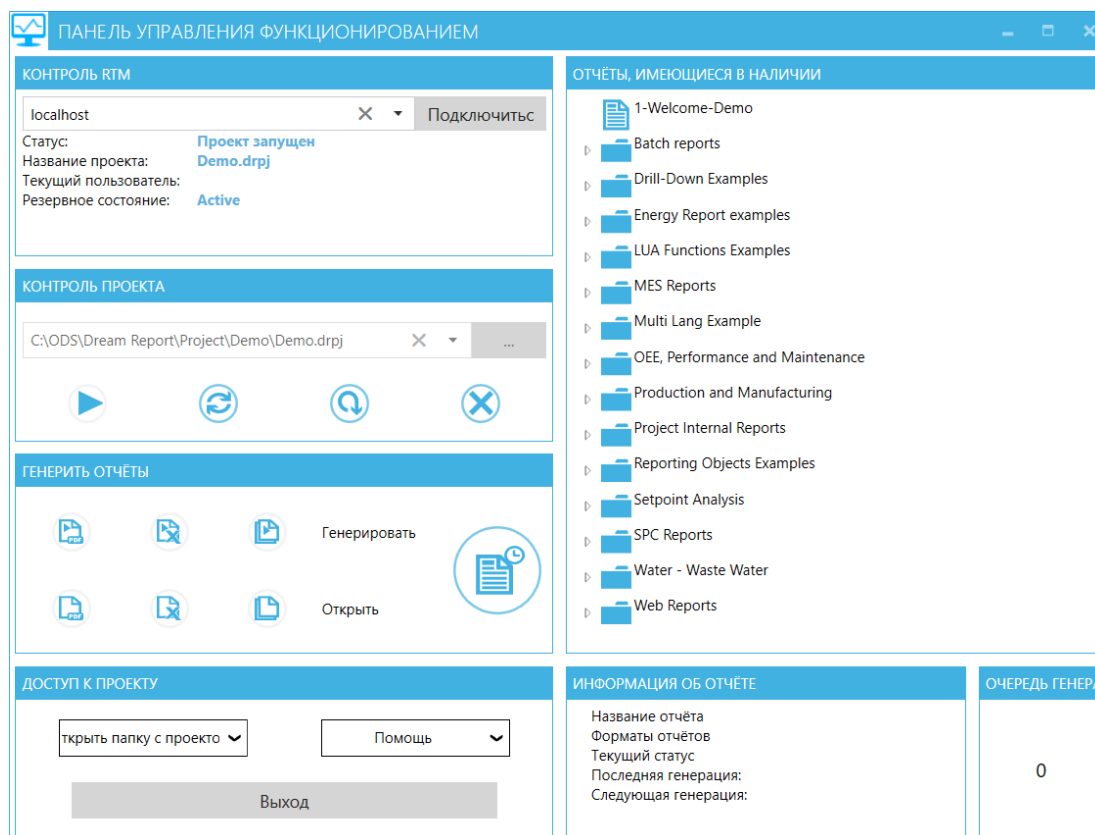 ПАНЕЛЬ УПРАВЛЕНИЯ ФУНКЦИОНИРОВАНИЕМ
КОНТРОЛЬ RTM
localhost
Подключитьс
Статус: Проект запущен
Название проекта: Demo.drpj
Текущий пользователь:
Резервное состояние: Active
КОНТРОЛЬ ПРОЕКТА
C:\ODS\Dream Report\Project\Demo\Demo.drpj
...
ГЕНЕРИТЬ ОТЧЁТЫ
PDF
Генерировать
PDF
Открыть
ДОСТУП К ПРОЕКТУ
ткрыть папку с проекто
Помощь
Выход
ОТЧЁТЫ, ИМЕЮЩИЕСЯ В НАЛИЧИИ
1-Welcome-Demo
Batch reports
Drill-Down Examples
Energy Report examples
LUA Functions Examples
MES Reports
Multi Lang Example
OEE, Performance and Maintenance
Production and Manufacturing
Project Internal Reports
Reporting Objects Examples
Setpoint Analysis
SPC Reports
Water - Waste Water
Web Reports
ИНФОРМАЦИЯ ОБ ОТЧЁТЕ
Название отчёта
Форматы отчётов
Текущий статус
Последняя генерация:
Следующая генерация:
ОЧЕРЕДЬ ГЕНЕРА
0